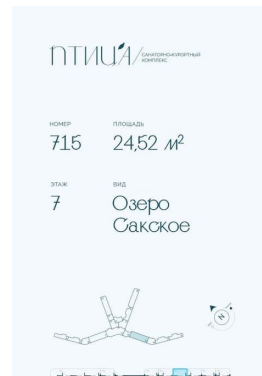 ПТИЦА/ САНАТОРНО-КУРОРТНЫЙ
КОМПЛЕКС
НОМЕР ПЛОЩАДЬ
715 24,52 м²
ЭТАЖ ВИД
7 Озеро
Сакское
N